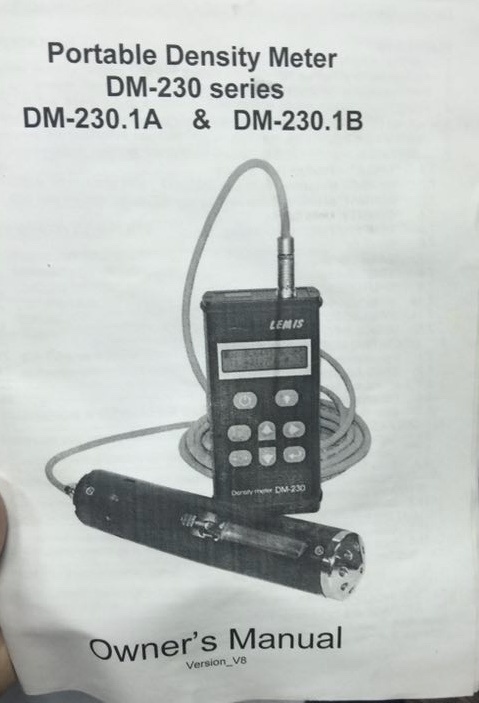 Portable Density Meter
DM-230 series
DM-230.1A & DM-230.1B
LEMIS
Density meter DM-230
Owner's Manual
Version_V8